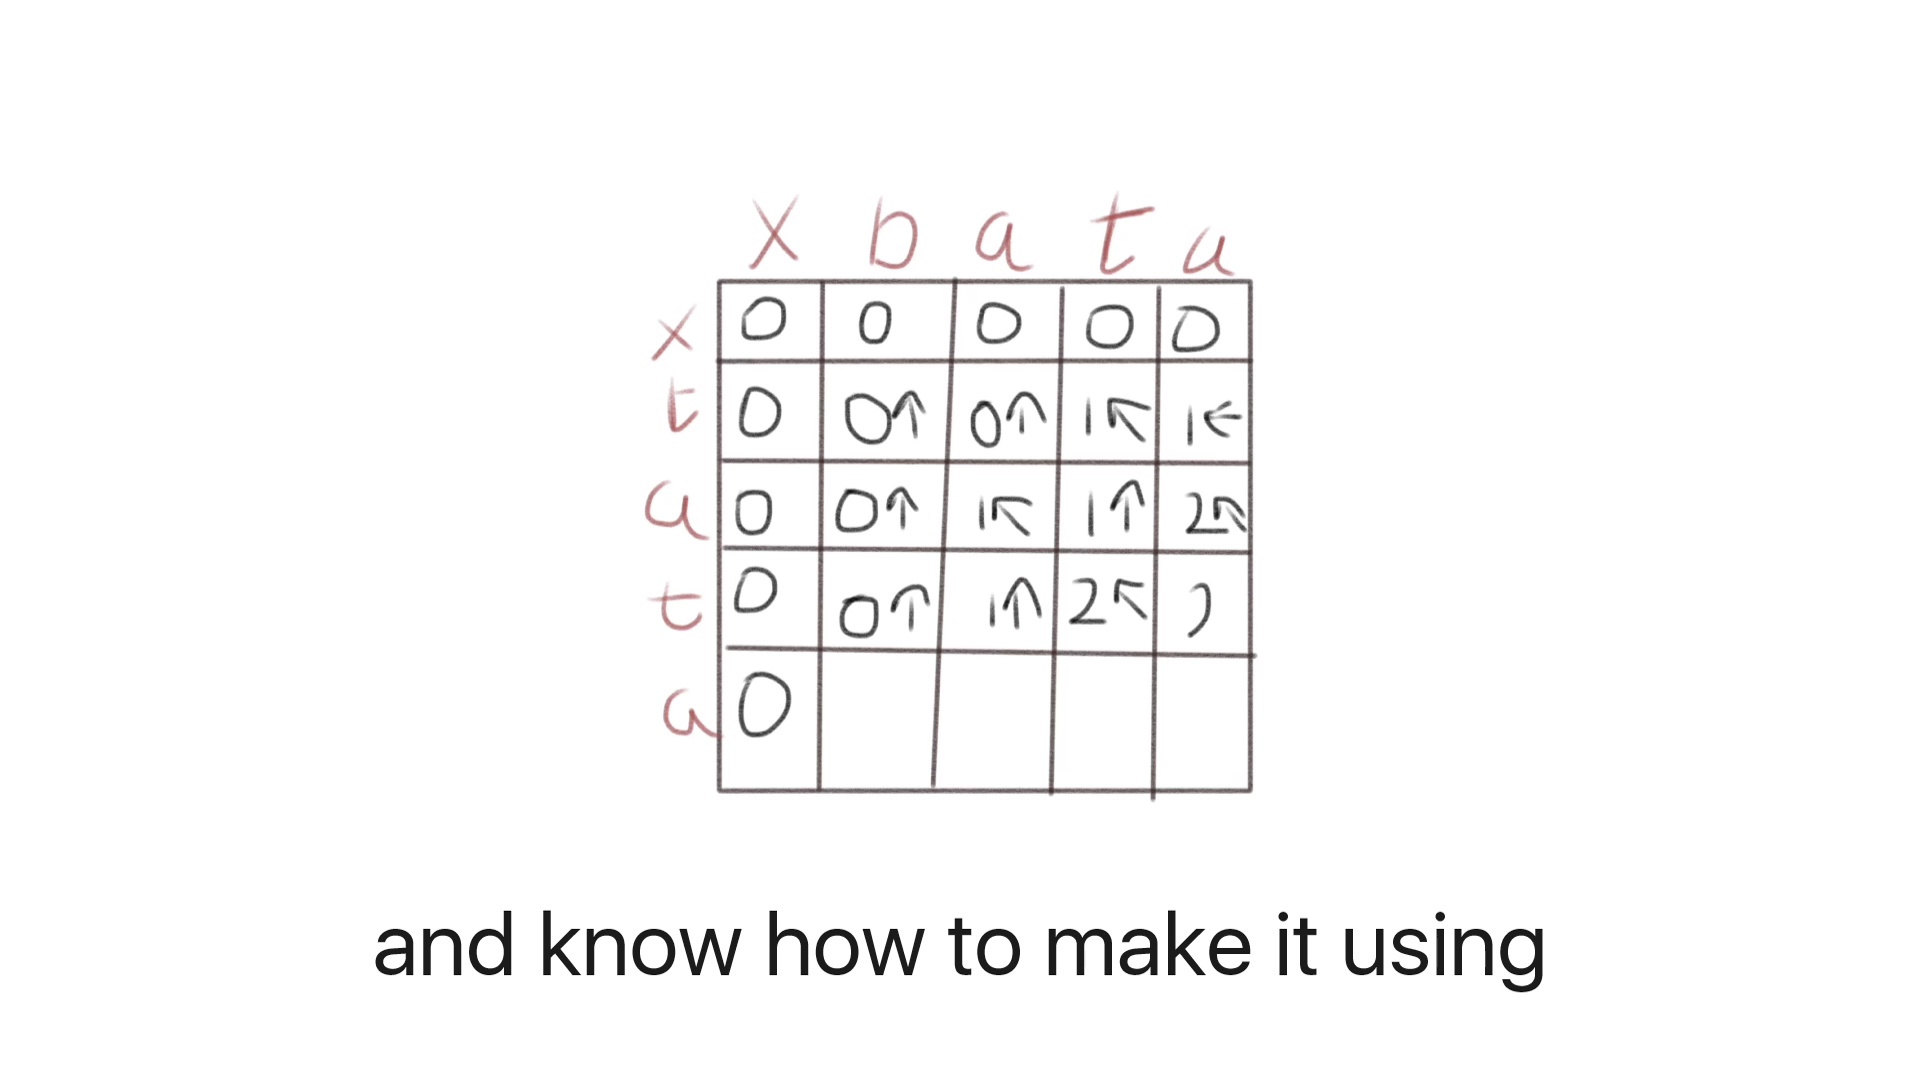 x b a t a
x 0 0 0 0 0
t 0 0↑ 0↑ 1↖ 1←
a 0 0↑ 1↖ 1↑ 2↖
t 0 0↑ 1↑ 2↖
a 0
and know how to make it using